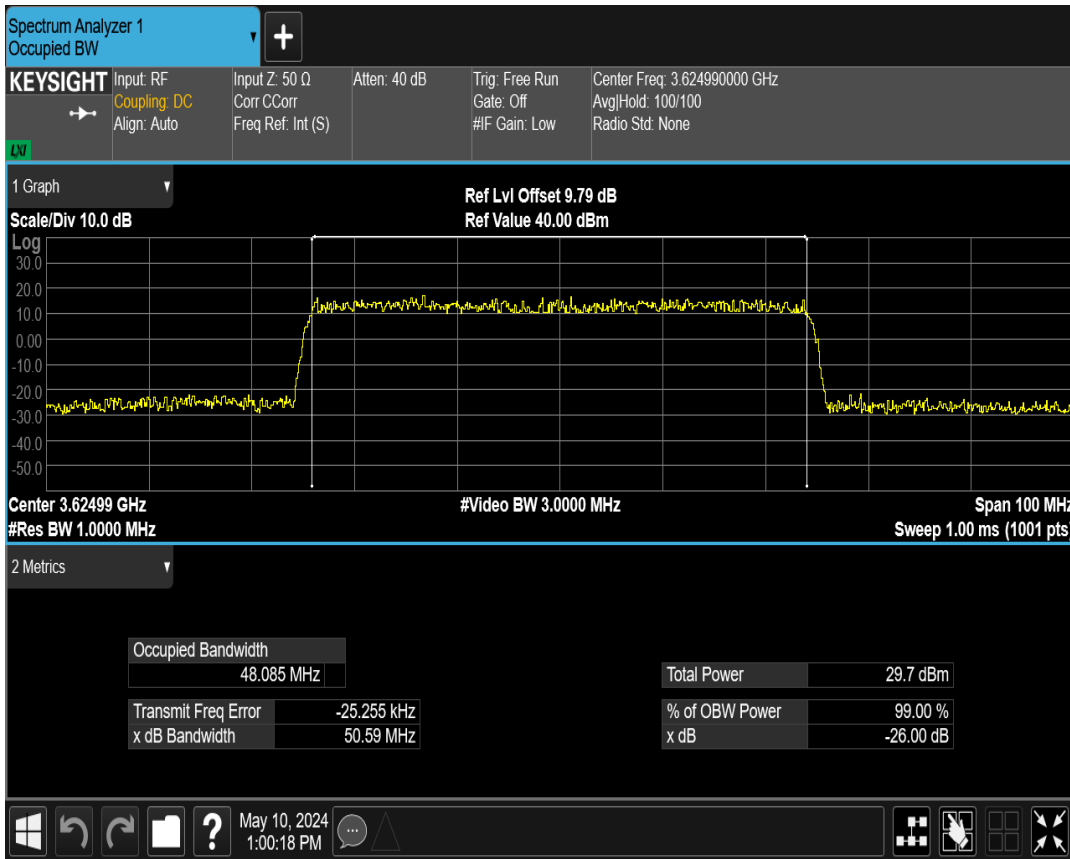 Spectrum Analyzer 1
Occupied BW
+
KEYSIGHT
LXI
Input: RF
Coupling: DC
Align: Auto
Input Z: 50 Ω
Corr CCorr
Freq Ref: Int (S)
Atten: 40 dB
Trig: Free Run
Gate: Off
#IF Gain: Low
Center Freq: 3.624990000 GHz
Avg|Hold: 100/100
Radio Std: None
1 Graph
Scale/Div 10.0 dB
Ref Lvl Offset 9.79 dB
Ref Value 40.00 dBm
Log
30.0
20.0
10.0
0.00
-10.0
-20.0
-30.0
-40.0
-50.0
Center 3.62499 GHz
#Res BW 1.0000 MHz
#Video BW 3.0000 MHz
Span 100 MHz
Sweep 1.00 ms (1001 pts)
2 Metrics
Occupied Bandwidth
48.085 MHz
Transmit Freq Error -25.255 kHz
x dB Bandwidth 50.59 MHz
Total Power 29.7 dBm
% of OBW Power 99.00 %
x dB -26.00 dB
?
May 10, 2024
1:00:18 PM